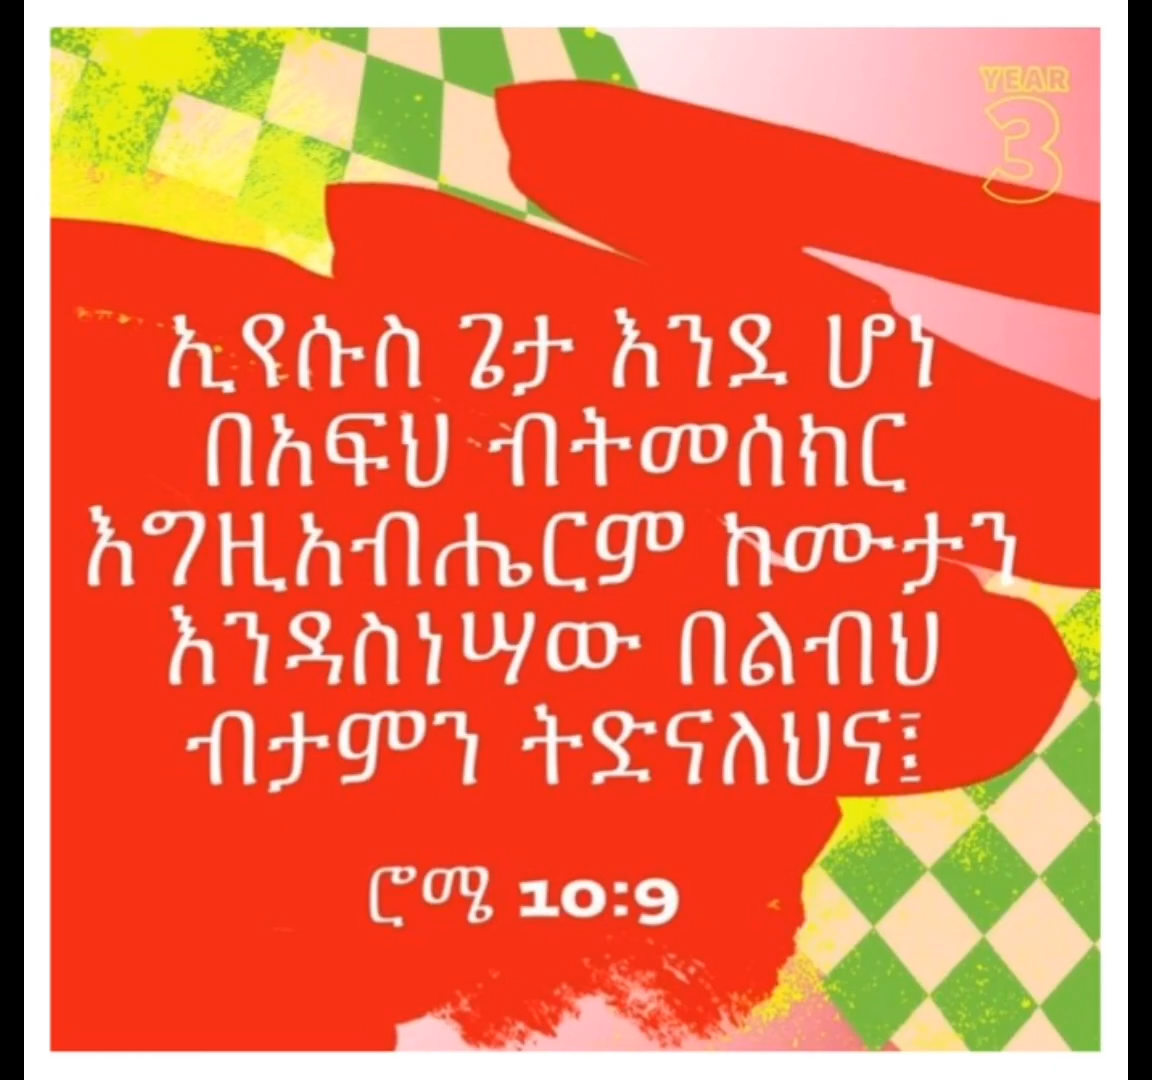 YEAR
3
ኢየሱስ ጌታ እንደ ሆነ
በአፍህ ብትመሰክር
እግዚአብሔርም ከሙታን
እንዳስነሣው በልብህ
ብታምን ትድናለህና፤
ሮሜ 10:9